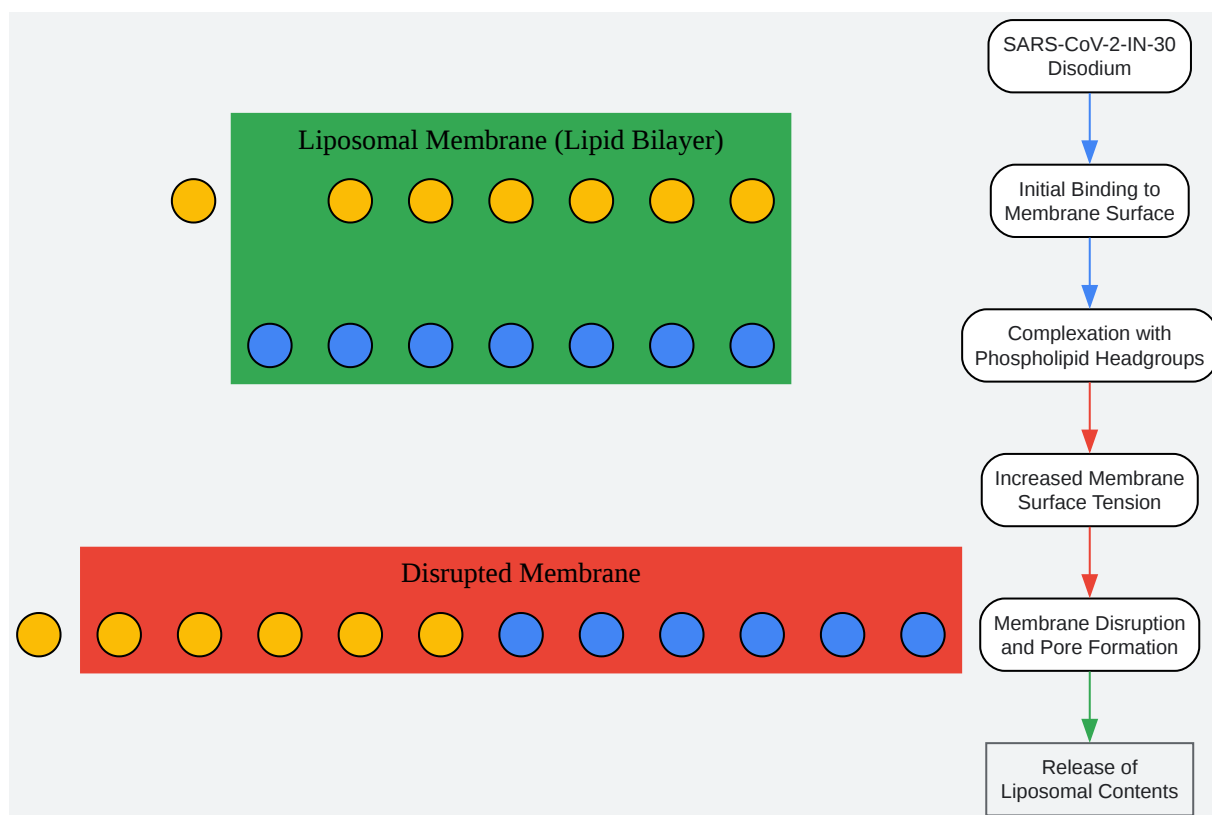 Liposomal Membrane (Lipid Bilayer)
Disrupted Membrane
SARS-CoV-2-IN-30
Disodium
Initial Binding to
Membrane Surface
Complexation with
Phospholipid Headgroups
Increased Membrane
Surface Tension
Membrane Disruption
and Pore Formation
Release of
Liposomal Contents